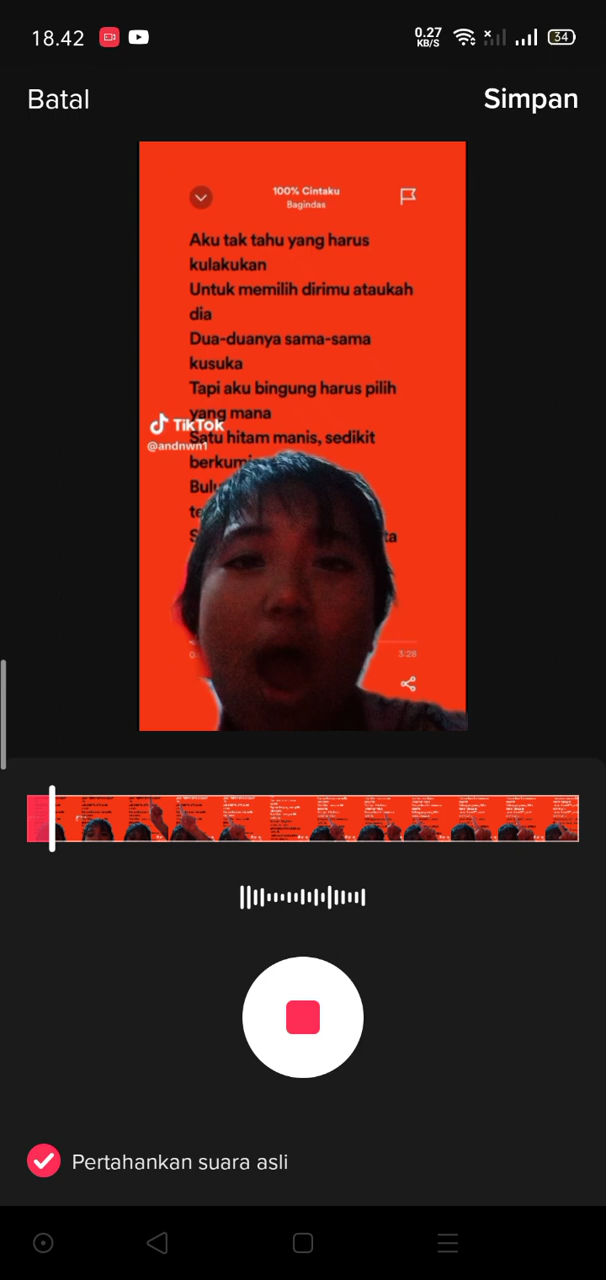 18.42
0.27
KB/S
34
Batal
Simpan
100% Cintaku
Bagindas
Aku tak tahu yang harus
kulakukan
Untuk memilih dirimu ataukah
dia
Dua-duanya sama-sama
kusuka
Tapi aku bingung harus pilih
yang mana
TikTok
Satu hitam manis, sedikit
@andnwn1
3:28
Pertahankan suara asli